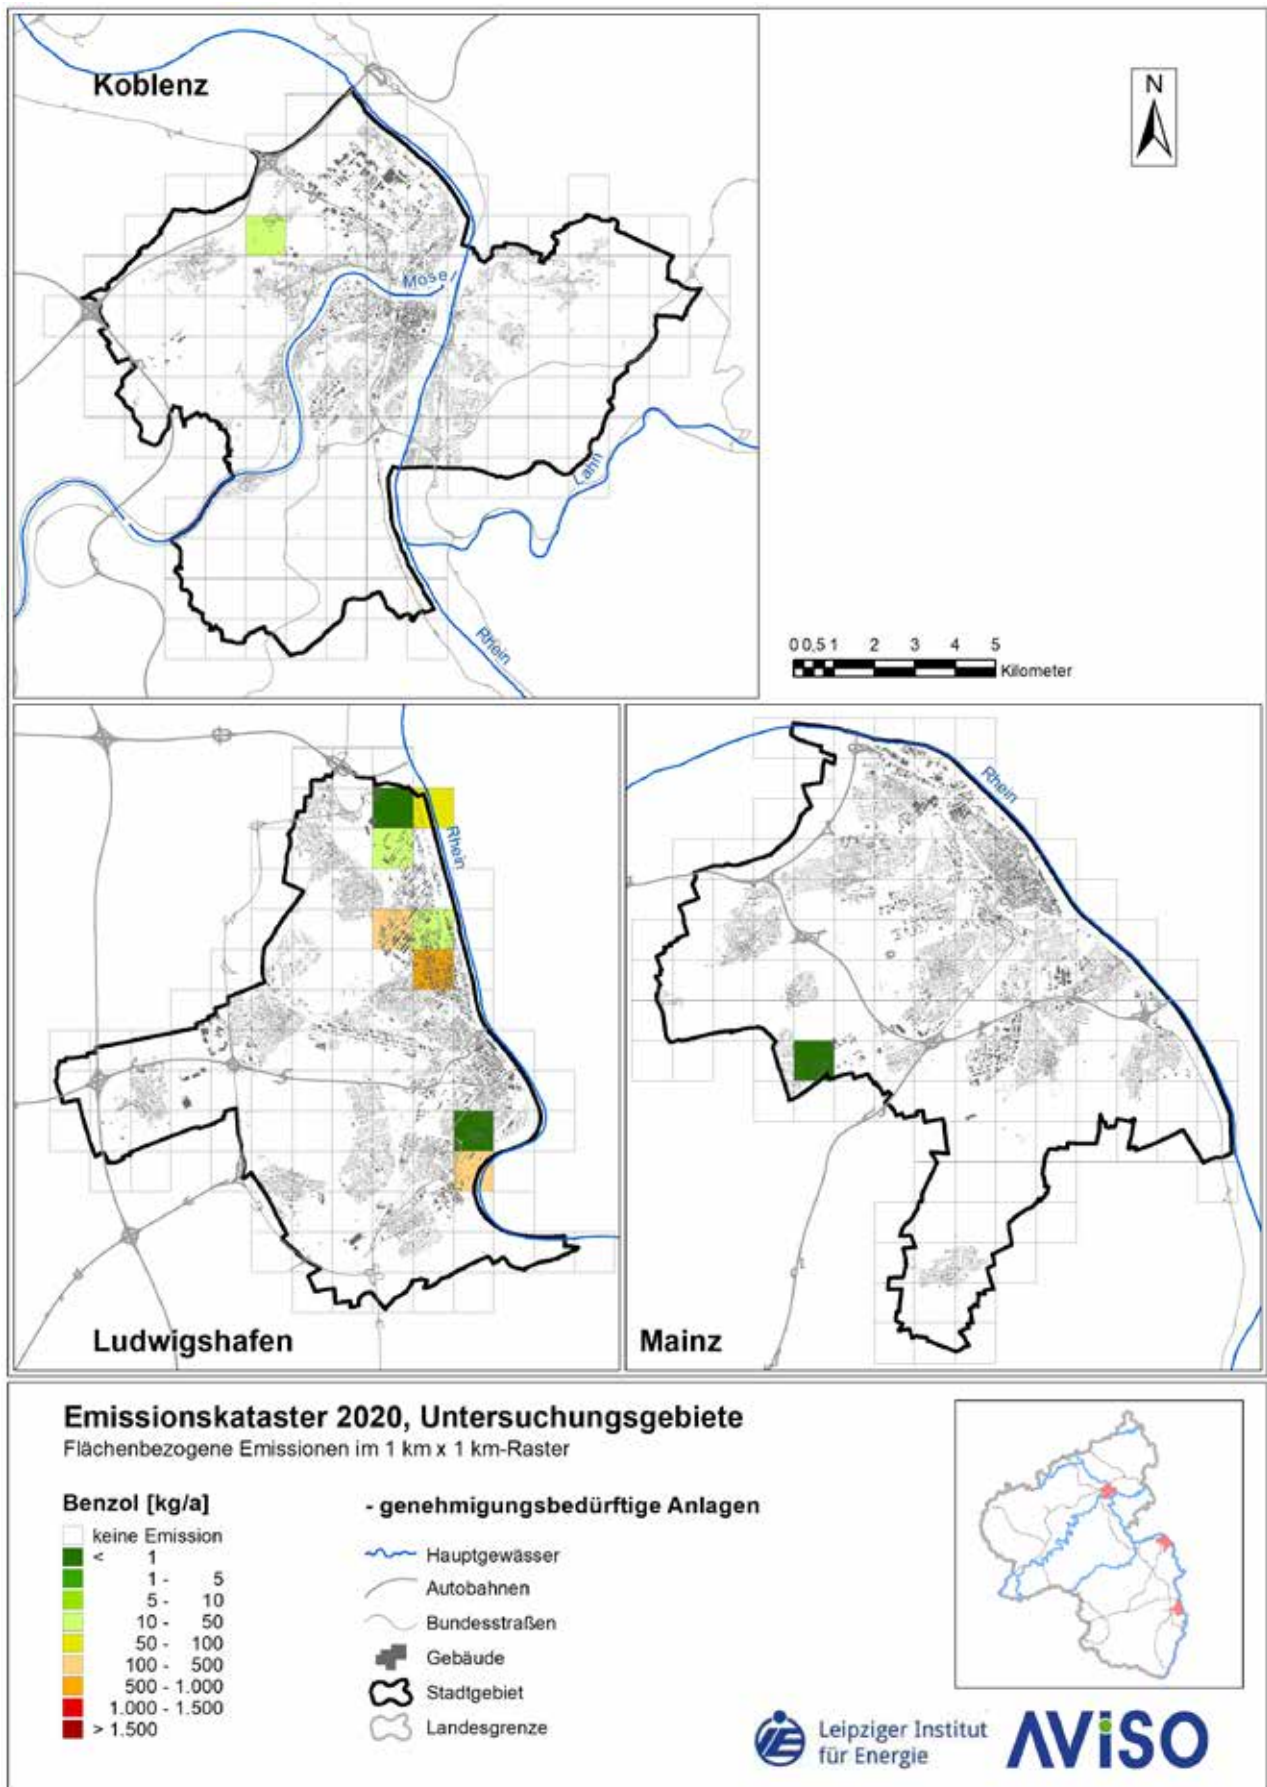 Koblenz
N
Mosel
Lahn
Rhein
0 0,5 1 2 3 4 5
Kilometer
Rhein
Ludwigshafen
Rhein
Mainz
Emissionskataster 2020, Untersuchungsgebiete
Flächenbezogene Emissionen im 1 km x 1 km-Raster
Benzol [kg/a]
keine Emission
< 1
1 - 5
5 - 10
10 - 50
50 - 100
100 - 500
500 - 1.000
1.000 - 1.500
> 1.500
- genehmigungsbedürftige Anlagen
Hauptgewässer
Autobahnen
Bundesstraßen
Gebäude
Stadtgebiet
Landesgrenze
Leipziger Institut
für Energie
AViSO